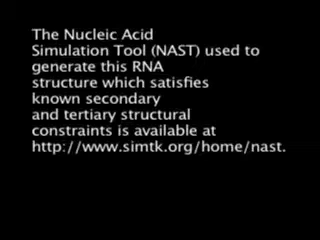 The Nucleic Acid
Simulation Tool (NAST) used to
generate this RNA
structure which satisfies
known secondary
and tertiary structural
constraints is available at
http://www.simtk.org/home/nast.